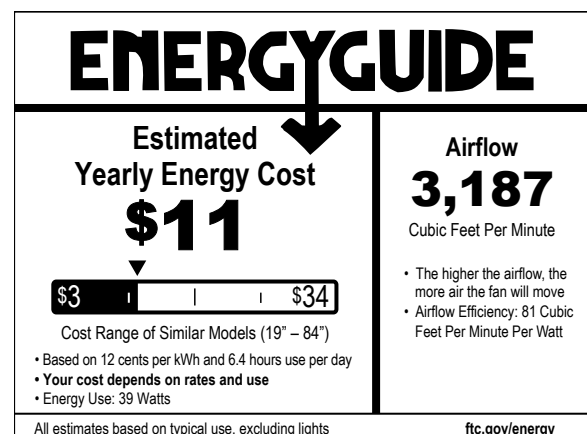 ENERGYGUIDE
Estimated
Yearly Energy Cost
$11
$3
$34
Cost Range of Similar Models (19” – 84”)
• Based on 12 cents per kWh and 6.4 hours use per day
• Your cost depends on rates and use
• Energy Use: 39 Watts
Airflow
3,187
Cubic Feet Per Minute
• The higher the airflow, the
more air the fan will move
• Airflow Efficiency: 81 Cubic
Feet Per Minute Per Watt
All estimates based on typical use, excluding lights
ftc.gov/energy